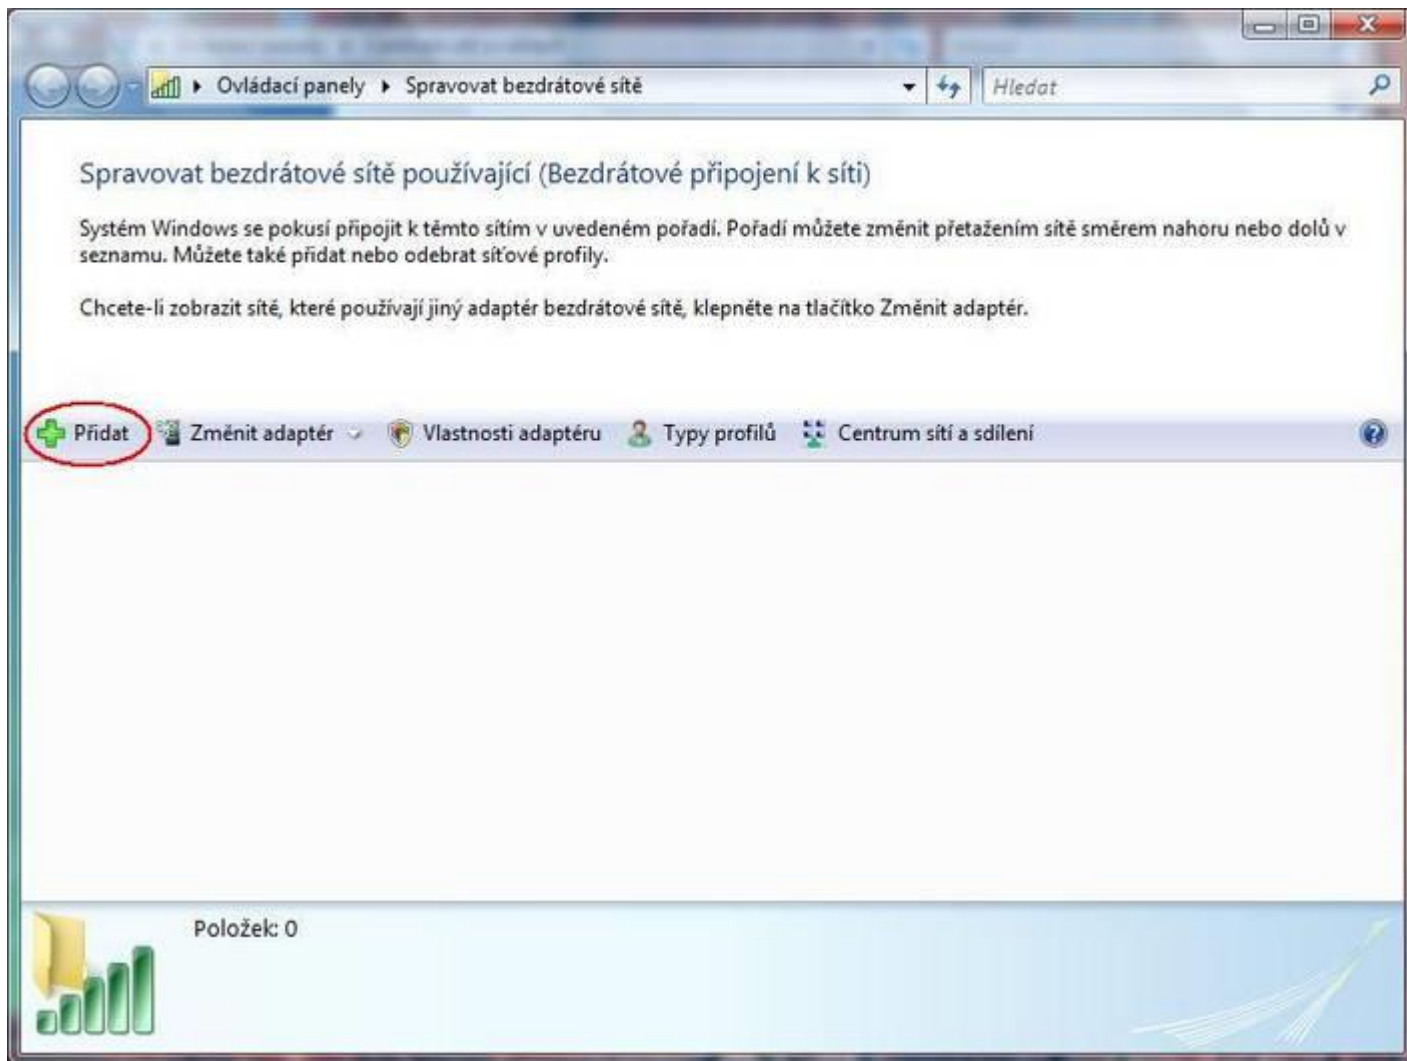 Ovládací panely Spravovat bezdrátové sítě
Hledat
Spravovat bezdrátové sítě používající (Bezdrátové připojení k síti)
Systém Windows se pokusí připojit k těmto sítím v uvedeném pořadí. Pořadí můžete změnit přetažením sítě směrem nahoru nebo dolů v
seznamu. Můžete také přidat nebo odebrat síťové profily.
Chcete-li zobrazit sítě, které používají jiný adaptér bezdrátové sítě, klepněte na tlačítko Změnit adaptér.
Přidat Změnit adaptér Vlastnosti adaptéru Typy profilů Centrum sítí a sdílení
Položek: 0